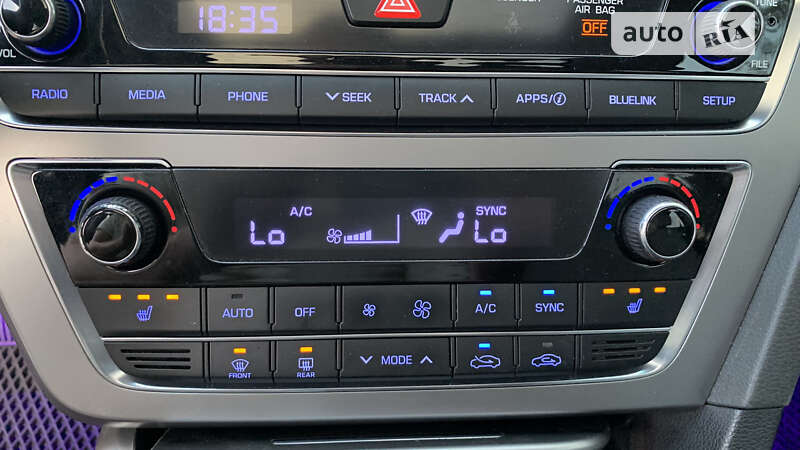 18:35
PASSENGER
AIR BAG
OFF
auto RIA
VOL
TUNE
FILE
RADIO
MEDIA
PHONE
SEEK
TRACK
APPS/i
BLUELINK
SETUP
A/C
SYNC
Lo
Lo
AUTO
OFF
A/C
SYNC
FRONT
REAR
MODE